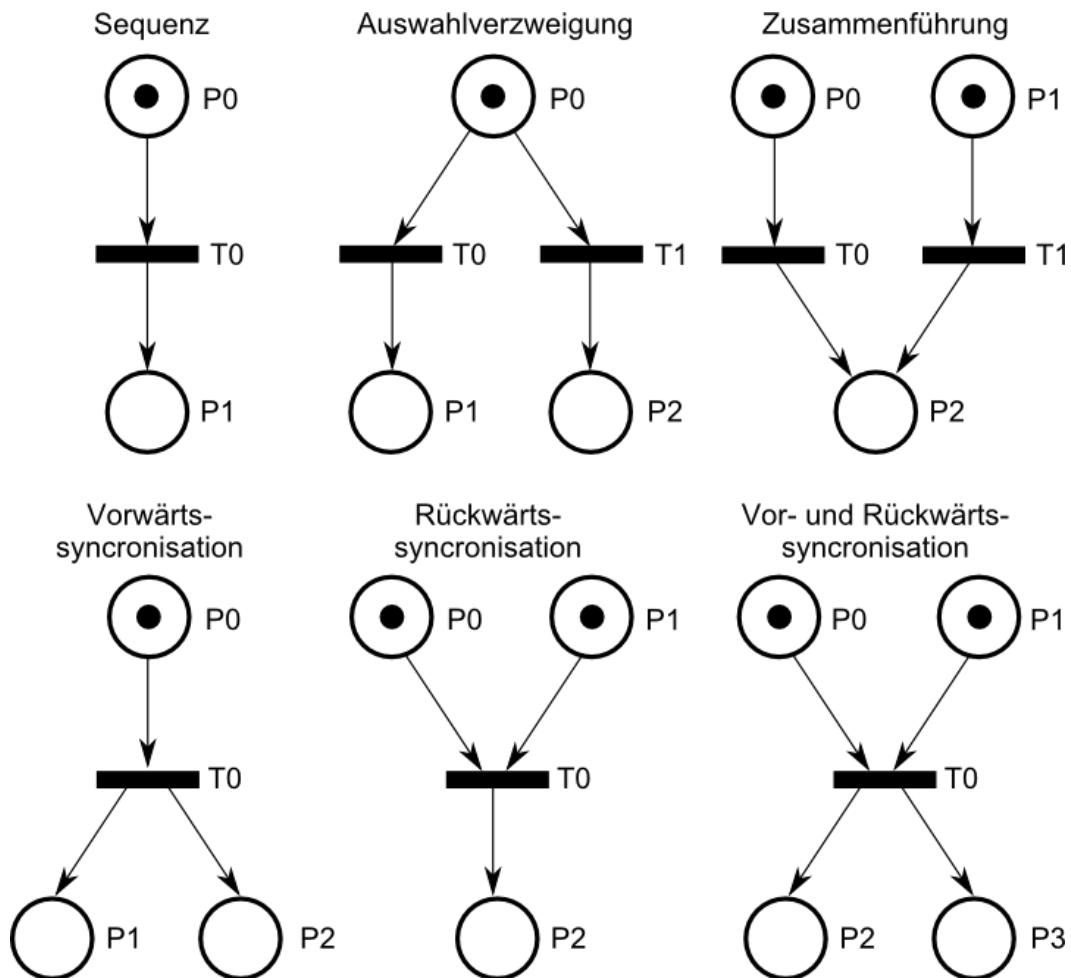 Sequenz
Auswahlverzweigung
Zusammenführung
P0
P0
P0
P1
T0
T0
T1
T0
T1
P1
P1
P2
P2
Vorwärts-
syncronisation
Rückwärts-
syncronisation
Vor- und Rückwärts-
syncronisation
P0
P0
P1
P0
P1
T0
T0
T0
P1
P2
P2
P2
P3